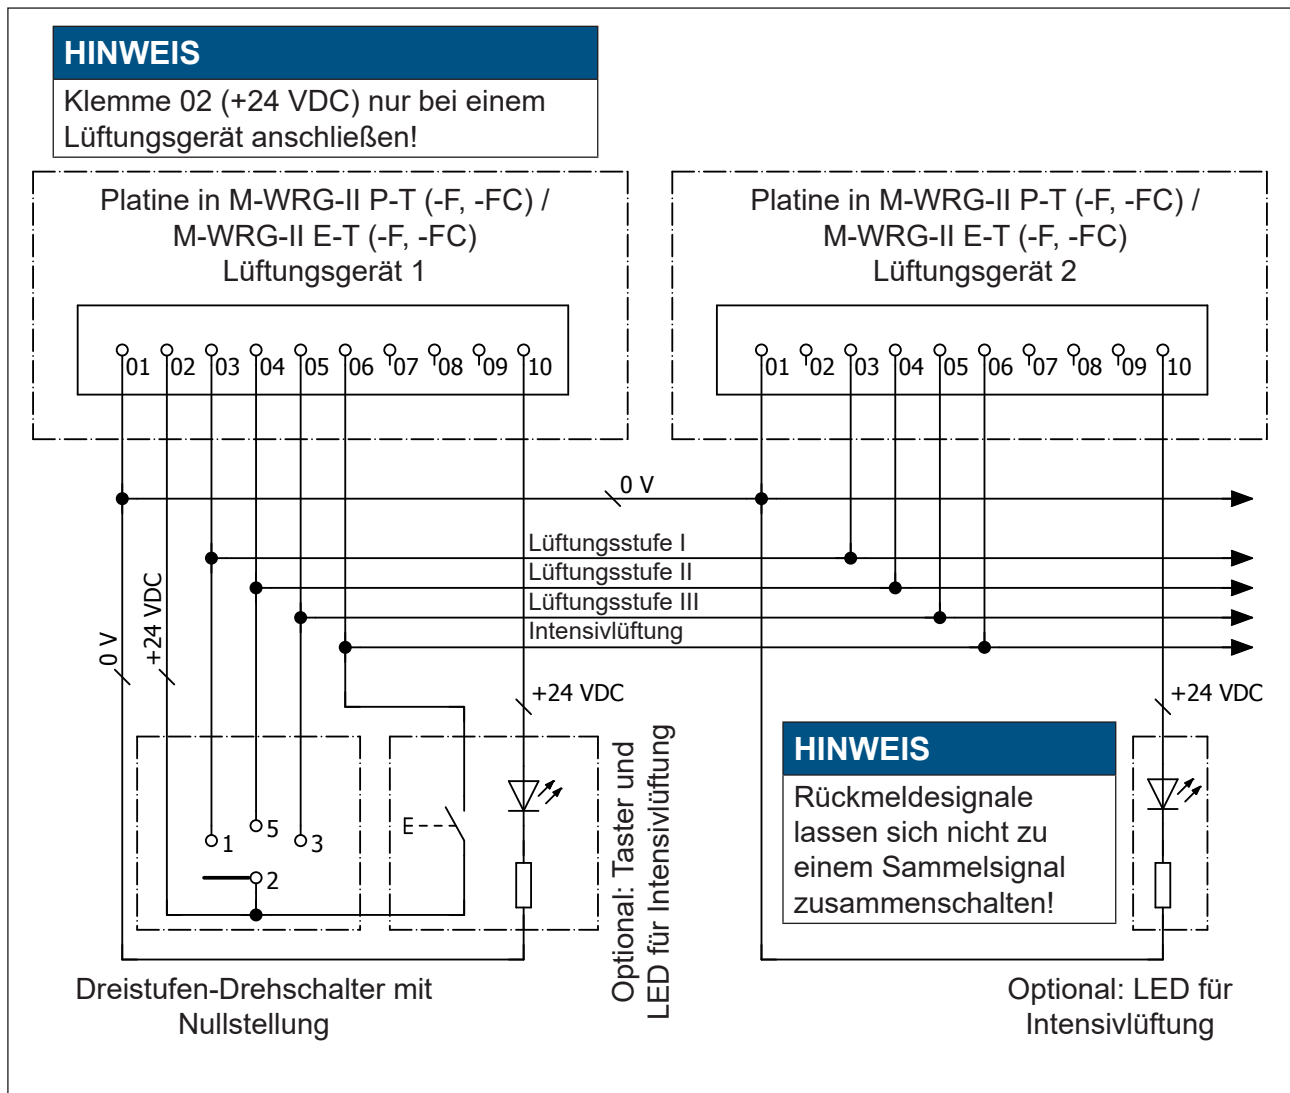 HINWEIS
Klemme 02 (+24 VDC) nur bei einem
Lüftungsgerät anschließen!
Platine in M-WRG-II P-T (-F, -FC) /
M-WRG-II E-T (-F, -FC)
Lüftungsgerät 1
01 02 03 04 05 06 07 08 09 10
Platine in M-WRG-II P-T (-F, -FC) /
M-WRG-II E-T (-F, -FC)
Lüftungsgerät 2
01 02 03 04 05 06 07 08 09 10
0 V
Lüftungsstufe I
Lüftungsstufe II
Lüftungsstufe III
Intensivlüftung
0 V
+24 VDC
+24 VDC
+24 VDC
1
5
3
2
E
Optional: Taster und
LED für Intensivlüftung
HINWEIS
Rückmeldesignale
lassen sich nicht zu
einem Sammelsignal
zusammenschalten!
Dreistufen-Drehschalter mit
Nullstellung
Optional: LED für
Intensivlüftung